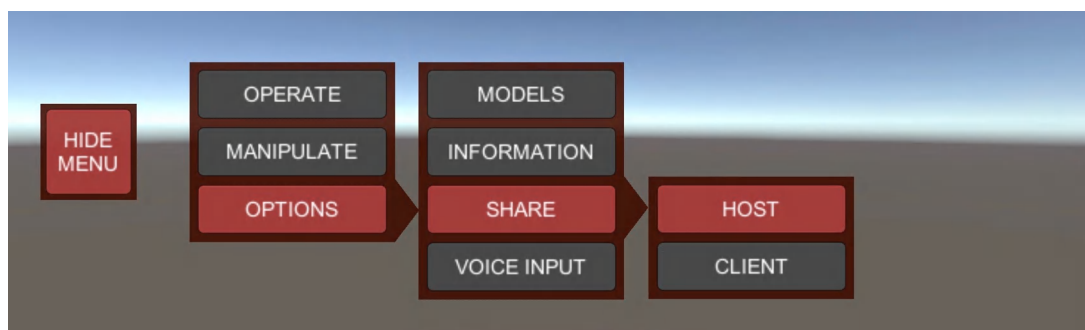 HIDE
MENU
OPERATE
MANIPULATE
OPTIONS
MODELS
INFORMATION
SHARE
VOICE INPUT
HOST
CLIENT